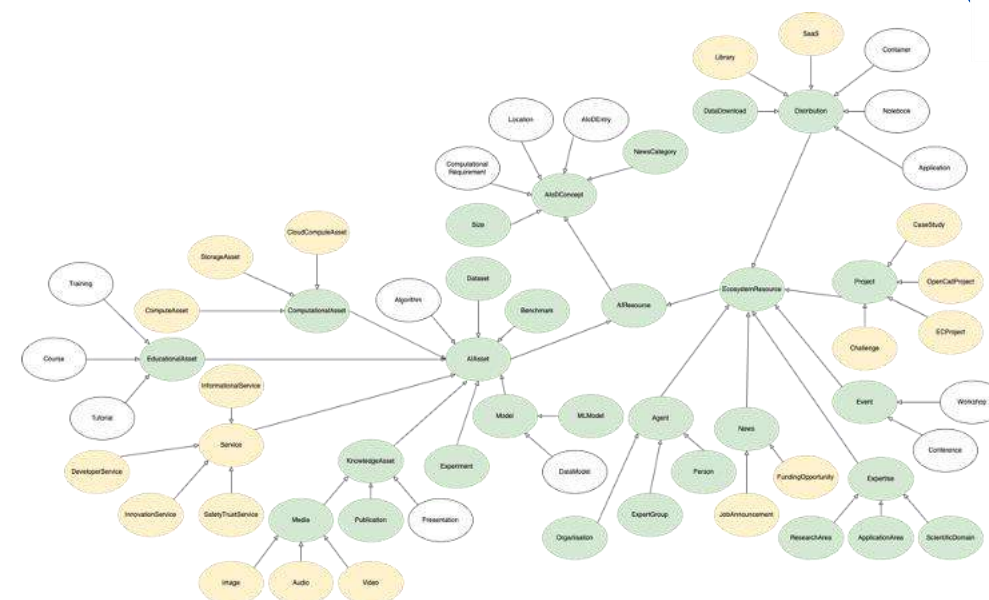 SaaS
Library
Container
DataDownload
Distribution
Notebook
Application
Location
AIoDEntry
NewsCategory
Computational
Requirement
AIoDConcept
Size
CaseStudy
Project
OpenCallProject
ECProject
Challenge
EcosystemResource
AIResource
CloudComputeAsset
StorageAsset
Training
ComputeAsset
ComputationalAsset
Algorithm
Dataset
Benchmark
Course
EducationalAsset
AIAsset
InformationalService
Tutorial
Service
DeveloperService
InnovationService
SafetyTrustService
KnowledgeAsset
Experiment
Model
MLModel
DataModel
Media
Publication
Presentation
Image
Audio
Video
Agent
Person
ExpertGroup
Organisation
News
FundingOpportunity
JobAnnouncement
Event
Workshop
Conference
Expertise
ResearchArea
ApplicationArea
ScientificDomain